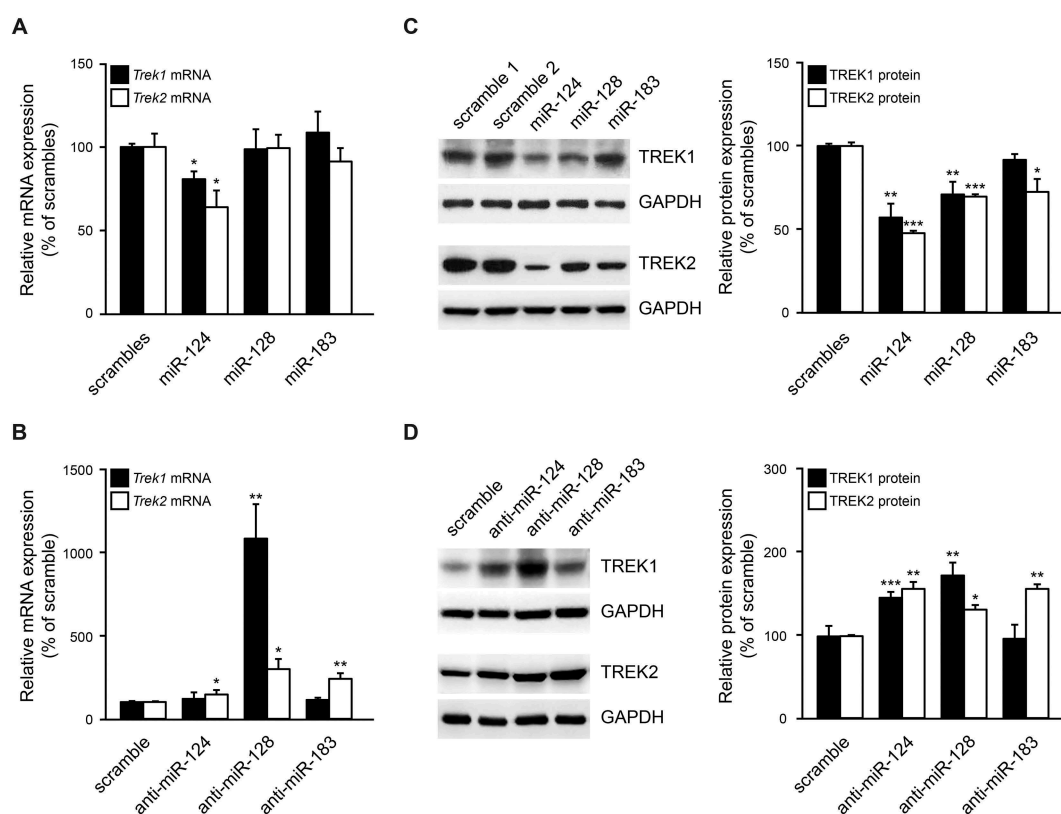 A
Trek1 mRNA
Trek2 mRNA
Relative mRNA expression
(% of scrambles)
150
100
50
0
*
*
scrambles
miR-124
miR-128
miR-183
C
scramble 1
scramble 2
miR-124
miR-128
miR-183
TREK1
GAPDH
TREK2
GAPDH
TREK1 protein
TREK2 protein
Relative protein expression
(% of scrambles)
150
100
50
0
**
***
**
***
*
scrambles
miR-124
miR-128
miR-183
B
Trek1 mRNA
Trek2 mRNA
Relative mRNA expression
(% of scramble)
1500
1000
500
0
*
**
*
**
scramble
anti-miR-124
anti-miR-128
anti-miR-183
D
scramble
anti-miR-124
anti-miR-128
anti-miR-183
TREK1
GAPDH
TREK2
GAPDH
TREK1 protein
TREK2 protein
Relative protein expression
(% of scramble)
300
200
100
0
***
**
**
*
**
scramble
anti-miR-124
anti-miR-128
anti-miR-183